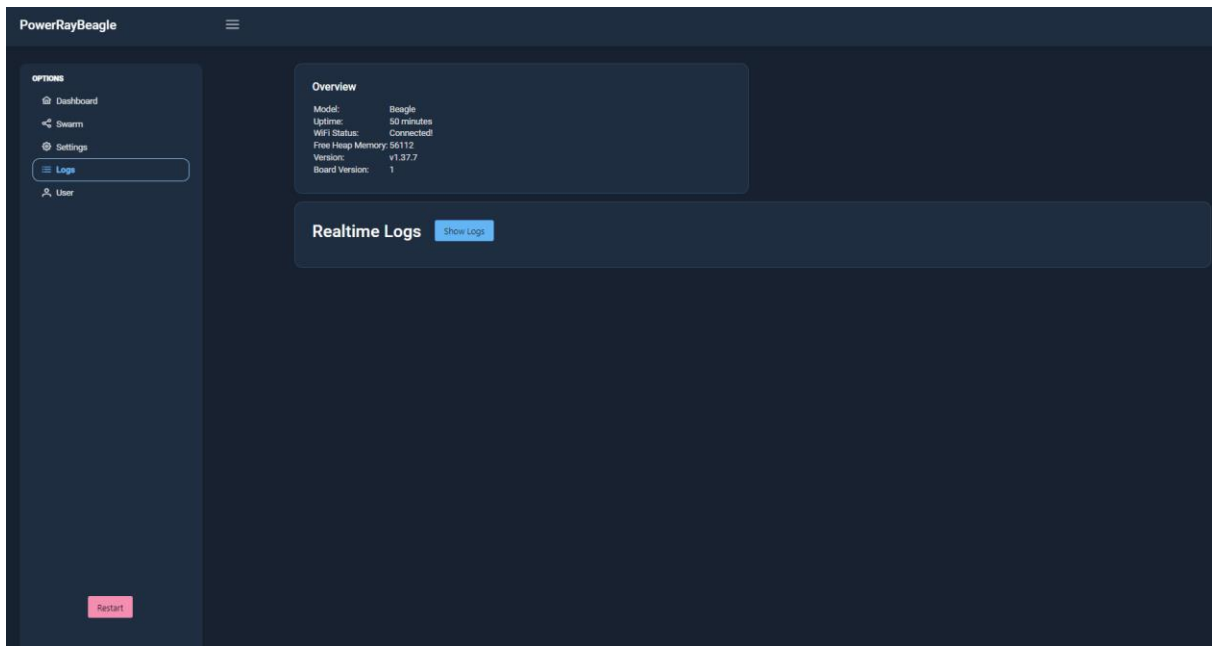 PowerRayBeagle
OPTIONS
Dashboard
Swarm
Settings
Logs
User
Restart
Overview
Model: Beagle
Uptime: 50 minutes
WiFi Status: Connected!
Free Heap Memory: 56112
Version: v1.37.7
Board Version: 1
Realtime Logs Show Logs